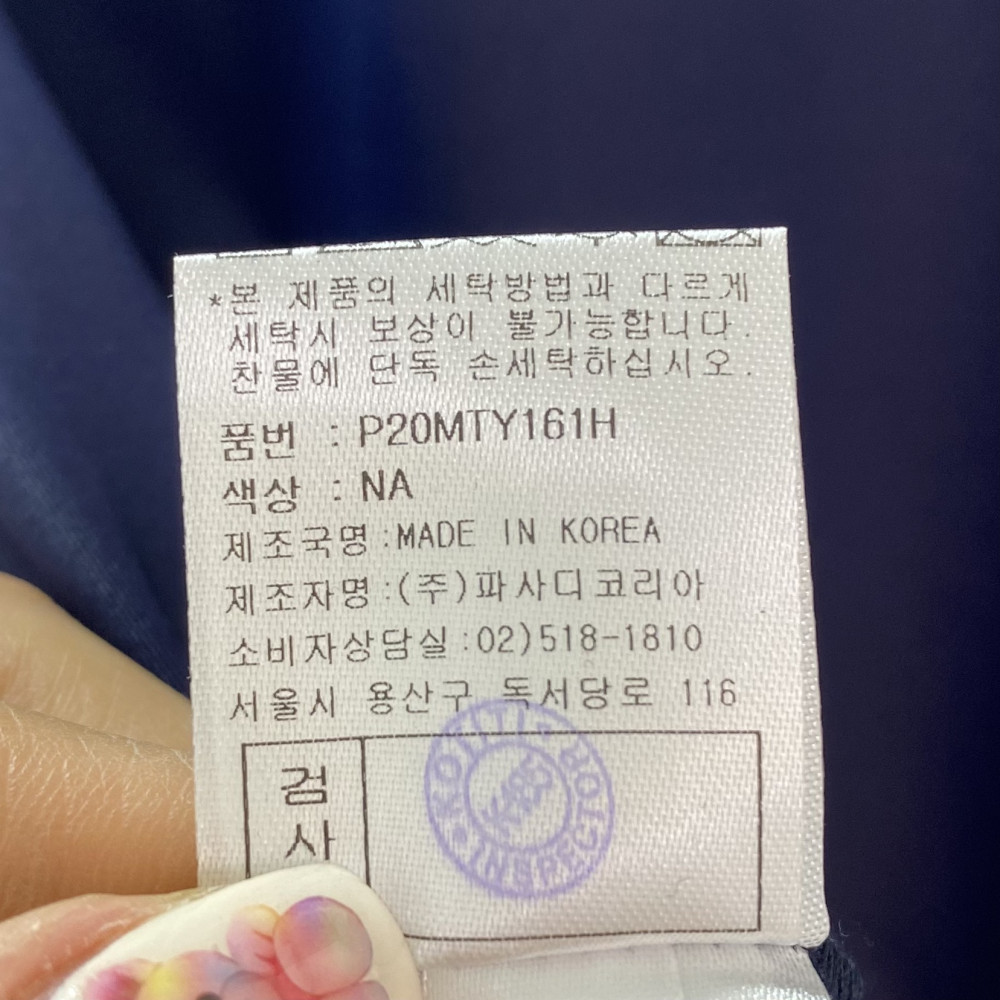 *본 제품의 세탁방법과 다르게
세탁시 보상이 불가능합니다.
찬물에 단독 손세탁하십시오.
품번 : P20MTY161H
색상 : NA
제조국명:MADE IN KOREA
제조자명:(주)파사디코리아
소비자상담실:02)518-1810
서울시 용산구 독서당로 116
검
사
KOTITI INSPECTOR